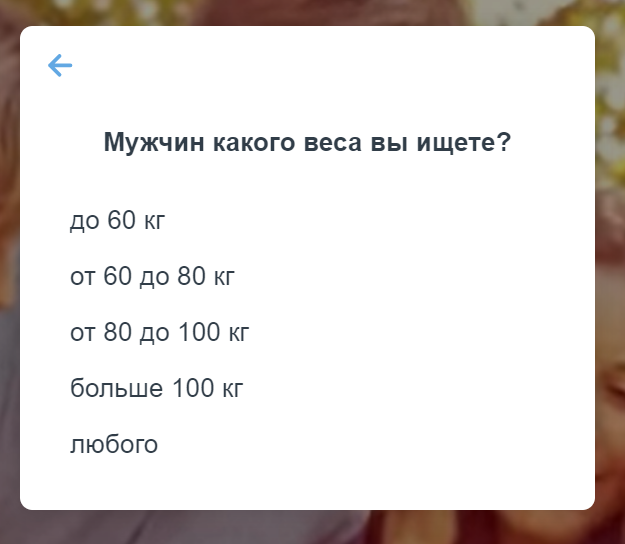 Мужчин какого веса вы ищете?
до 60 кг
от 60 до 80 кг
от 80 до 100 кг
больше 100 кг
любого